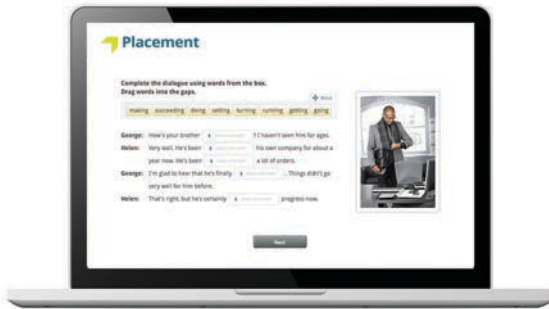 Placement
Complete the dialogue using words from the box.
Drag words into the gaps.
Move
making succeeding doing setting turning running getting going
George: How's your brother ? I haven't seen him for ages.
Helen: Very well. He's been his own company for about a
year now. He's been a lot of orders.
George: I'm glad to hear that he's finally . Things didn't go
very well for him before.
Helen: That's right, but he's certainly progress now.
Next